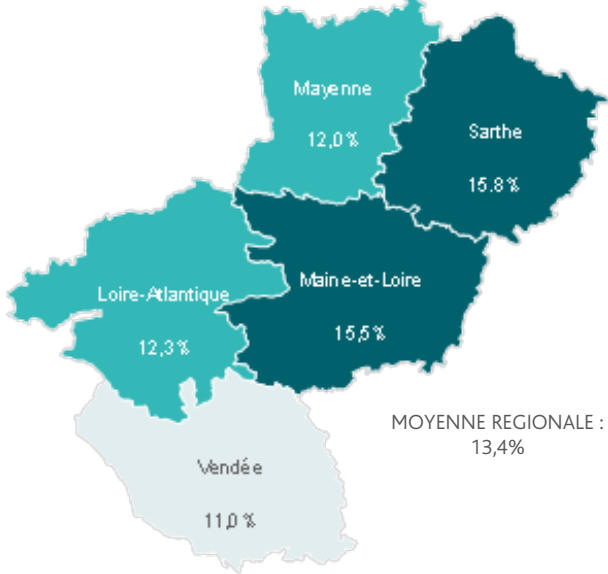 Mayenne
12,0 %
Sarthe
15.8 %
Loire-Atlantique
12,3 %
Maine-et-Loire
15,5 %
MOYENNE REGIONALE :
13,4%
Vendée
11,0 %